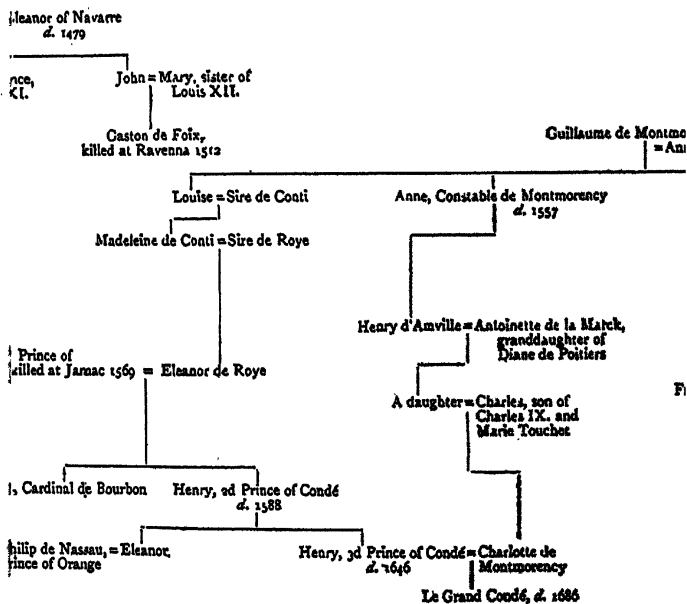 Eleanor of Navarre
d. 1479
nce,
XI.
John = Mary, sister of
Louis XII.
Gaston de Foix,
killed at Ravenna 1512
Guillaume de Montmo
= Ann
Louise = Sire de Conti
Anne, Constable de Montmorency
d. 1557
Madeleine de Conti = Sire de Roye
Henry d'Amville = Antoinette de la Marck,
granddaughter of
Diane de Poitiers
Prince of
killed at Jarnac 1569 = Eleanor de Roye
A daughter = Charles, son of
Charles IX. and
Marie Touchet
Fr
, Cardinal de Bourbon
Henry, 2d Prince of Condé
d. 1588
Philip de Nassau, = Eleanor,
Prince of Orange
Henry, 3d Prince of Condé = Charlotte de
d. 1646
Montmorency
Le Grand Condé, d. 1686